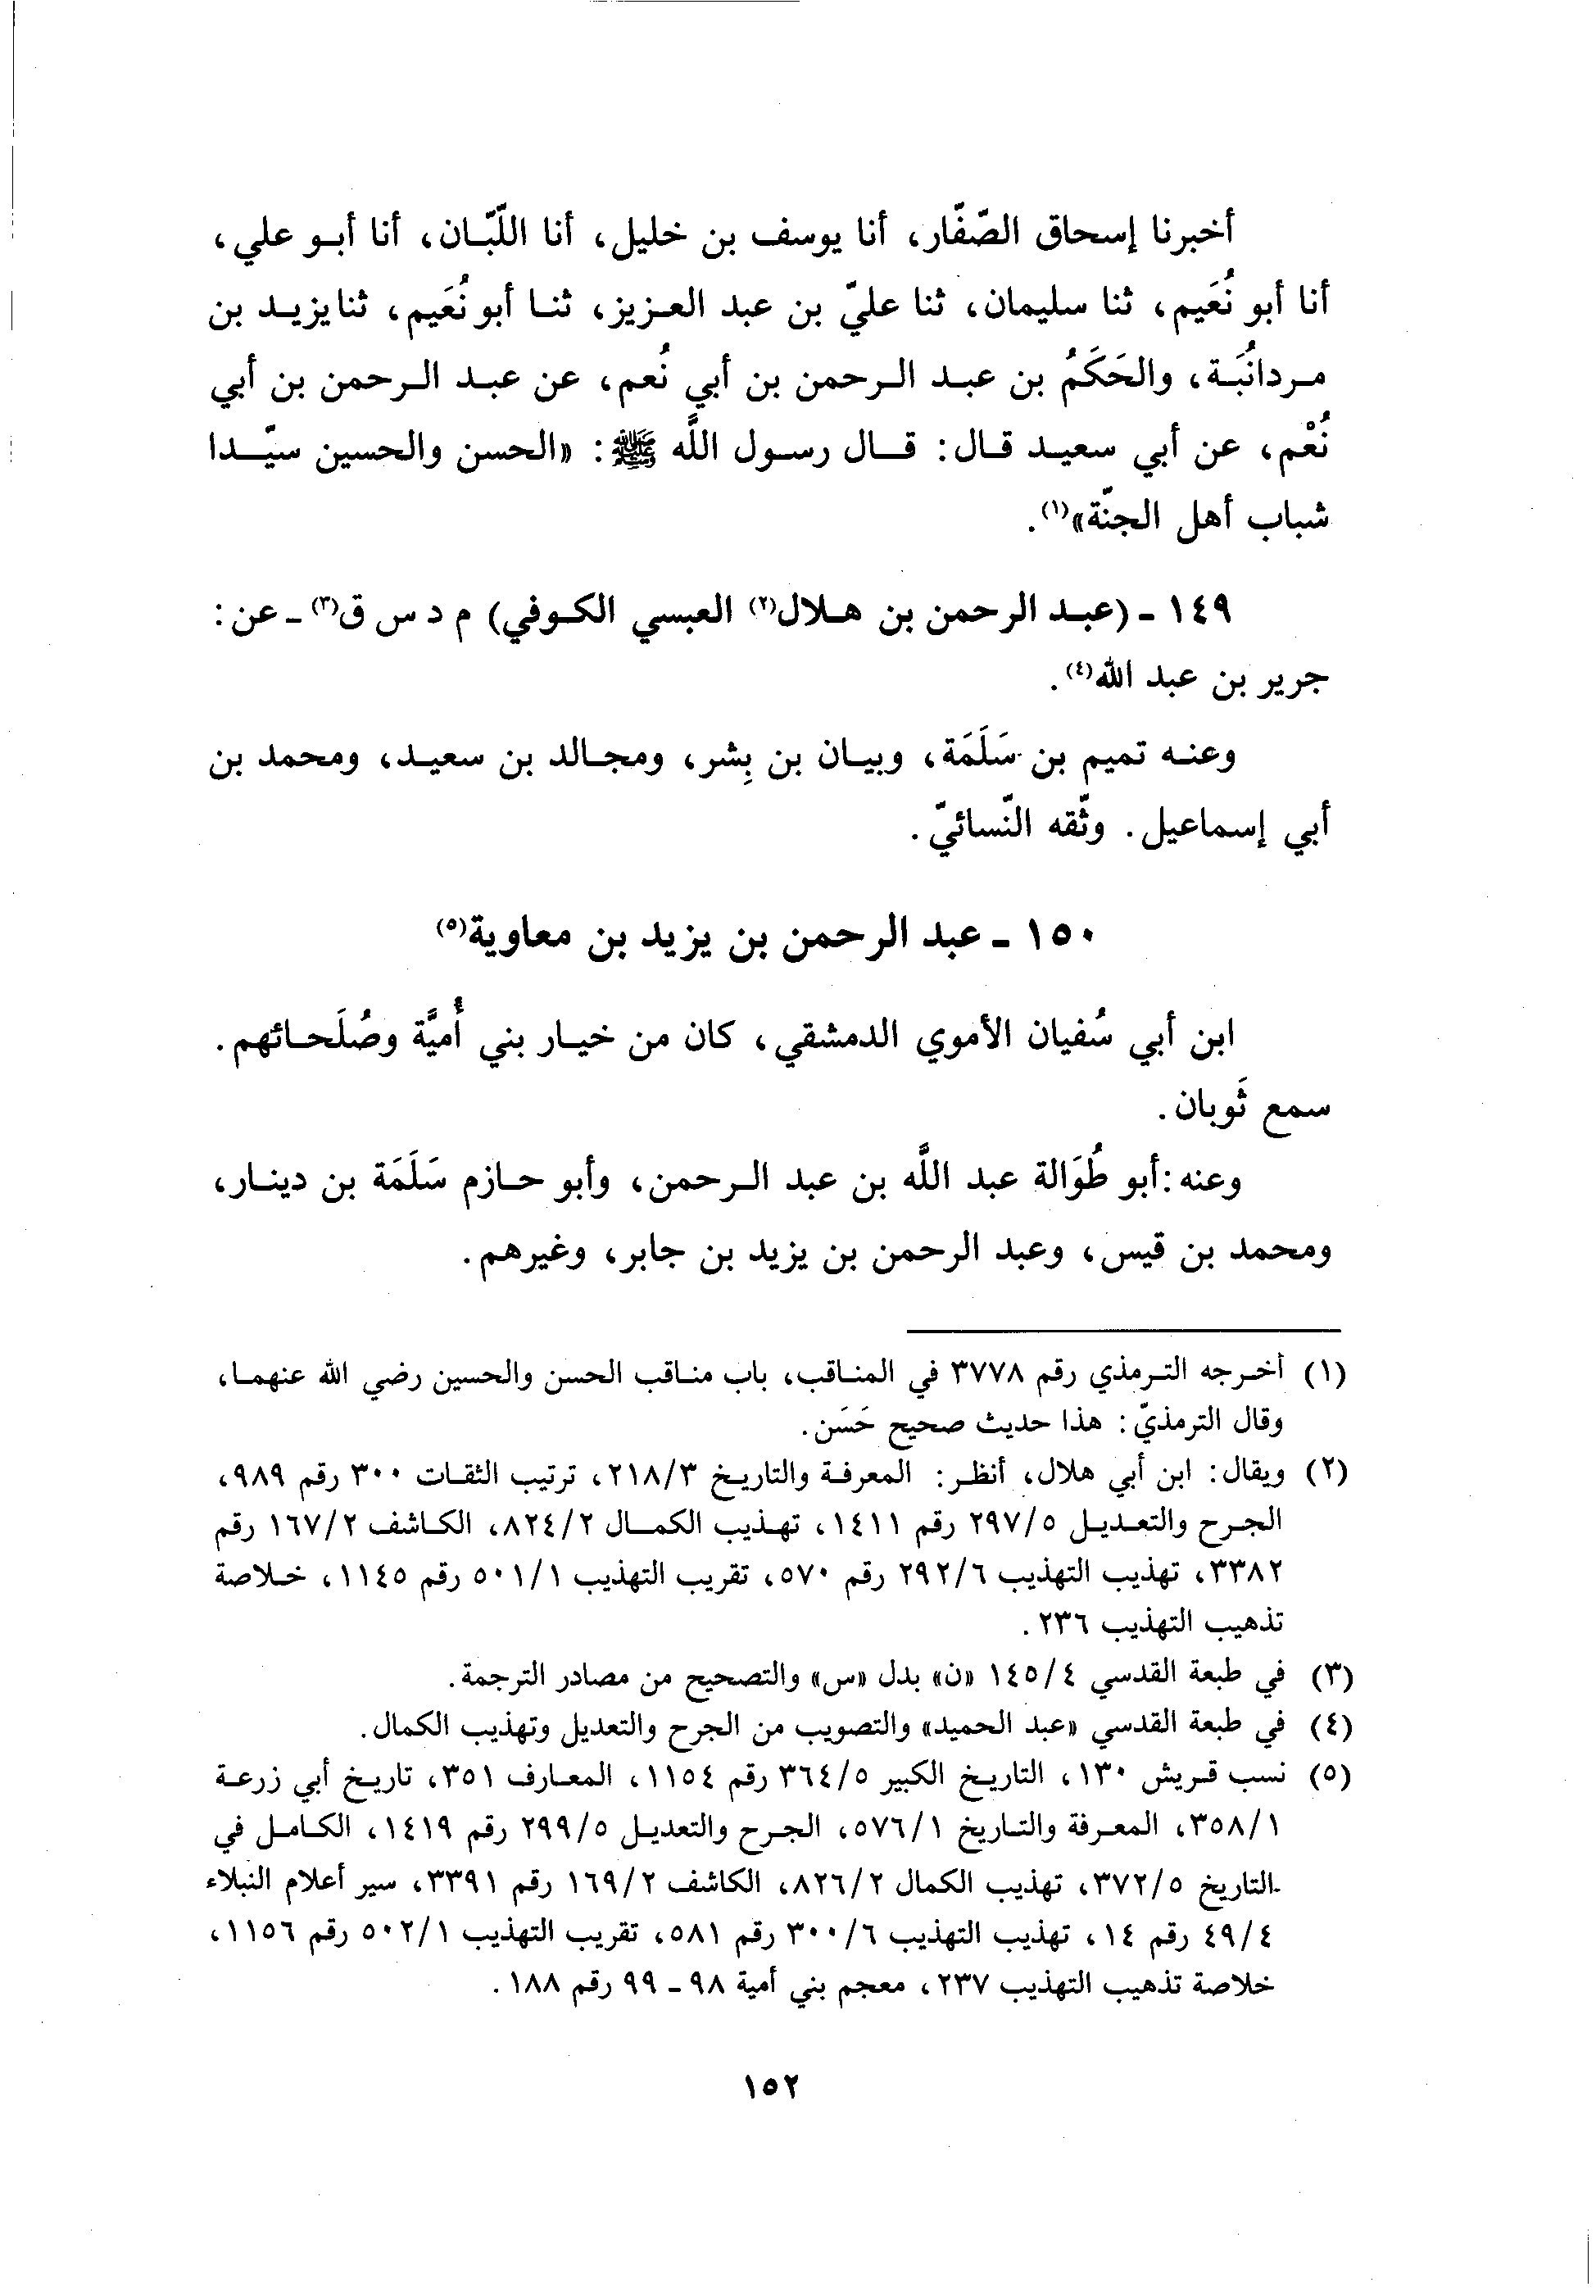 أخبرنا إسحاق الصّفّار، أنا يوسف بن خليل، أنا اللّبّان، أنا أبو علي،
أنا أبو نُعَيم، ثنا سليمان، ثنا عليّ بن عبد العزيز، ثنا أبو نُعَيم، ثنا يزيد بن
مردانُبَة، والحَكَمُ بن عبد الرحمن بن أبي نُعم، عن عبد الرحمن بن أبي
نُعْم، عن أبي سعيد قال: قال رسول اللَّه ﷺ: «الحسن والحسين سيّدا
شباب أهل الجنّة»(١).
١٤٩ ـ (عبد الرحمن بن هلال(٢) العبسي الكوفي) م د س ق(٣) ـ عن:
جرير بن عبد الله(٤).
وعنه تميم بن سَلَمَة، وبيان بن بِشر، ومجالد بن سعيد، ومحمد بن
أبي إسماعيل. وثّقه النّسائيّ.
١٥٠ ـ عبد الرحمن بن يزيد بن معاوية(٥)
ابن أبي سُفيان الأموي الدمشقي، كان من خيار بني أُميَّة وصُلَحائهم.
سمع ثَوبان.
وعنه: أبو طُوَالة عبد اللَّه بن عبد الرحمن، وأبو حازم سَلَمَة بن دينار،
ومحمد بن قيس، وعبد الرحمن بن يزيد بن جابر، وغيرهم.
(١) أخرجه الترمذي رقم ٣٧٧٨ في المناقب، باب مناقب الحسن والحسين رضي الله عنهما،
وقال الترمذيّ: هذا حديث صحيح حَسَن.
(٢) ويقال: ابن أبي هلال، أنظر: المعرفة والتاريخ ٢١٨/٣، ترتيب الثقات ٣٠٠ رقم ٩٨٩،
الجرح والتعديل ٢٩٧/٥ رقم ١٤١١، تهذيب الكمال ٨٢٤/٢، الكاشف ١٦٧/٢ رقم
٣٣٨٢، تهذيب التهذيب ٢٩٢/٦ رقم ٥٧٠، تقريب التهذيب ٥٠١/١ رقم ١١٤٥، خلاصة
تذهيب التهذيب ٢٣٦.
(٣) في طبعة القدسي ١٤٥/٤ «ن» بدل «س» والتصحيح من مصادر الترجمة.
(٤) في طبعة القدسي «عبد الحميد» والتصويب من الجرح والتعديل وتهذيب الكمال.
(٥) نسب قريش ١٣٠، التاريخ الكبير ٣٦٤/٥ رقم ١١٥٤، المعارف ٣٥١، تاريخ أبي زرعة
٣٥٨/١، المعرفة والتاريخ ٥٧٦/١، الجرح والتعديل ٢٩٩/٥ رقم ١٤١٩، الكامل في
التاريخ ٣٧٢/٥، تهذيب الكمال ٨٢٦/٢، الكاشف ١٦٩/٢ رقم ٣٣٩١، سير أعلام النبلاء
٤٩/٤ رقم ١٤، تهذيب التهذيب ٣٠٠/٦ رقم ٥٨١، تقريب التهذيب ٥٠٢/١ رقم ١١٥٦،
خلاصة تذهيب التهذيب ٢٣٧، معجم بني أمية ٩٨ ـ ٩٩ رقم ١٨٨.
١٥٢